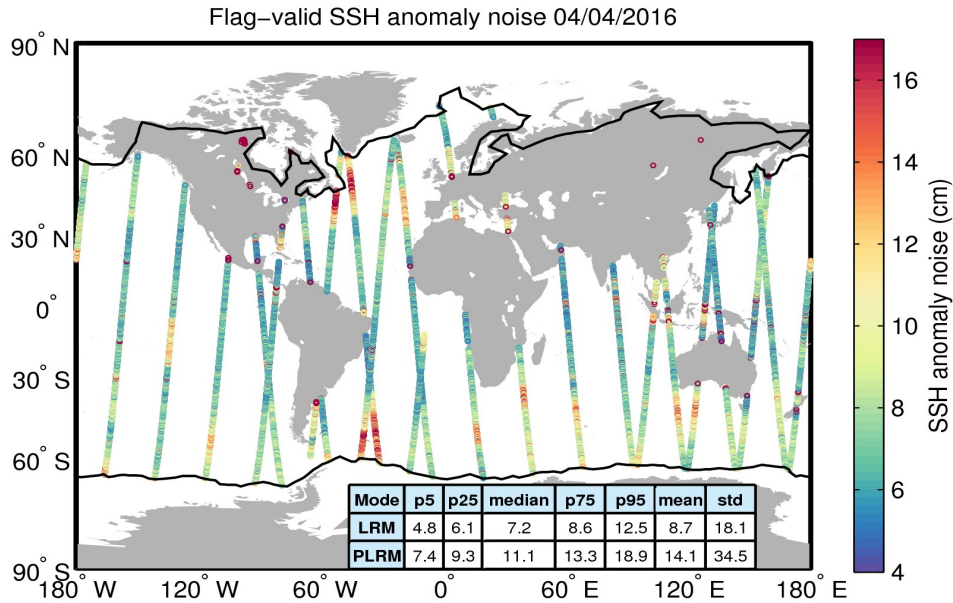 Flag−valid SSH anomaly noise 04/04/2016
90° N
60° N
30° N
0°
30° S
60° S
90° S
180° W
120° W
60° W
0°
60° E
120° E
180° E
16
14
12
10
8
6
4
SSH anomaly noise (cm)
Mode p5 p25 median p75 p95 mean std
LRM 4.8 6.1 7.2 8.6 12.5 8.7 18.1
PLRM 7.4 9.3 11.1 13.3 18.9 14.1 34.5